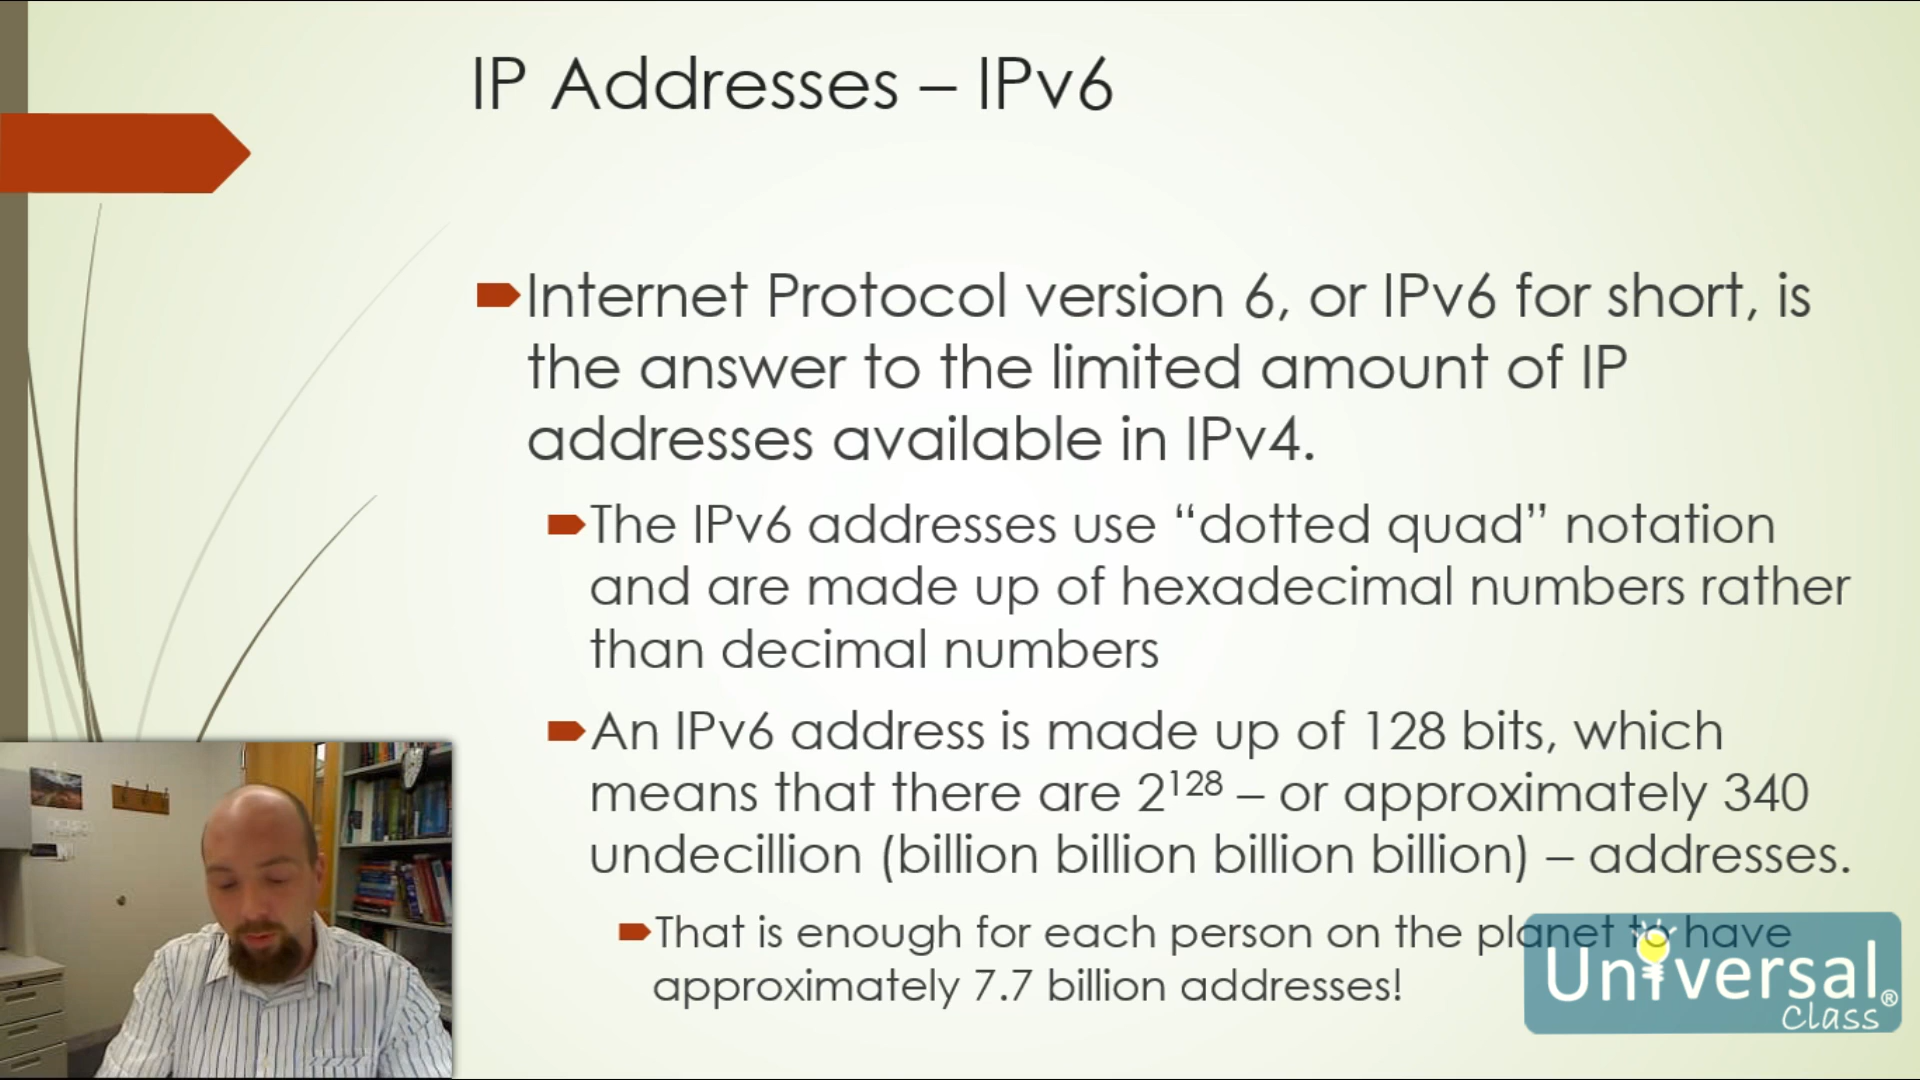 IP Addresses – IPv6
Internet Protocol version 6, or IPv6 for short, is
the answer to the limited amount of IP
addresses available in IPv4.
The IPv6 addresses use “dotted quad” notation
and are made up of hexadecimal numbers rather
than decimal numbers
An IPv6 address is made up of 128 bits, which
means that there are 2¹²⁸ – or approximately 340
undecillion (billion billion billion billion) – addresses.
That is enough for each person on the planet to have
approximately 7.7 billion addresses!
Universal®
Class